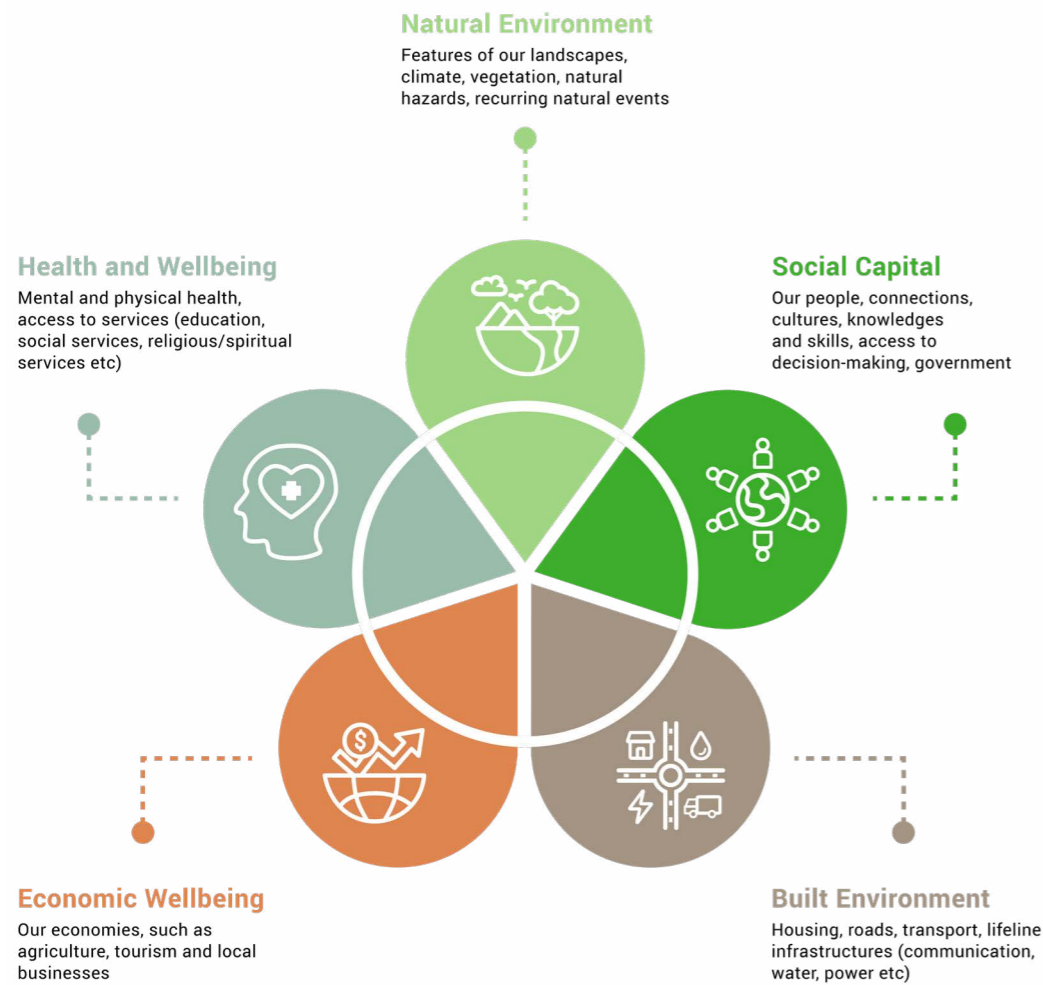 Natural Environment
Features of our landscapes,
climate, vegetation, natural
hazards, recurring natural events
Health and Wellbeing
Mental and physical health,
access to services (education,
social services, religious/spiritual
services etc)
Social Capital
Our people, connections,
cultures, knowledges
and skills, access to
decision-making, government
$
Economic Wellbeing
Our economies, such as
agriculture, tourism and local
businesses
Built Environment
Housing, roads, transport, lifeline
infrastructures (communication,
water, power etc)